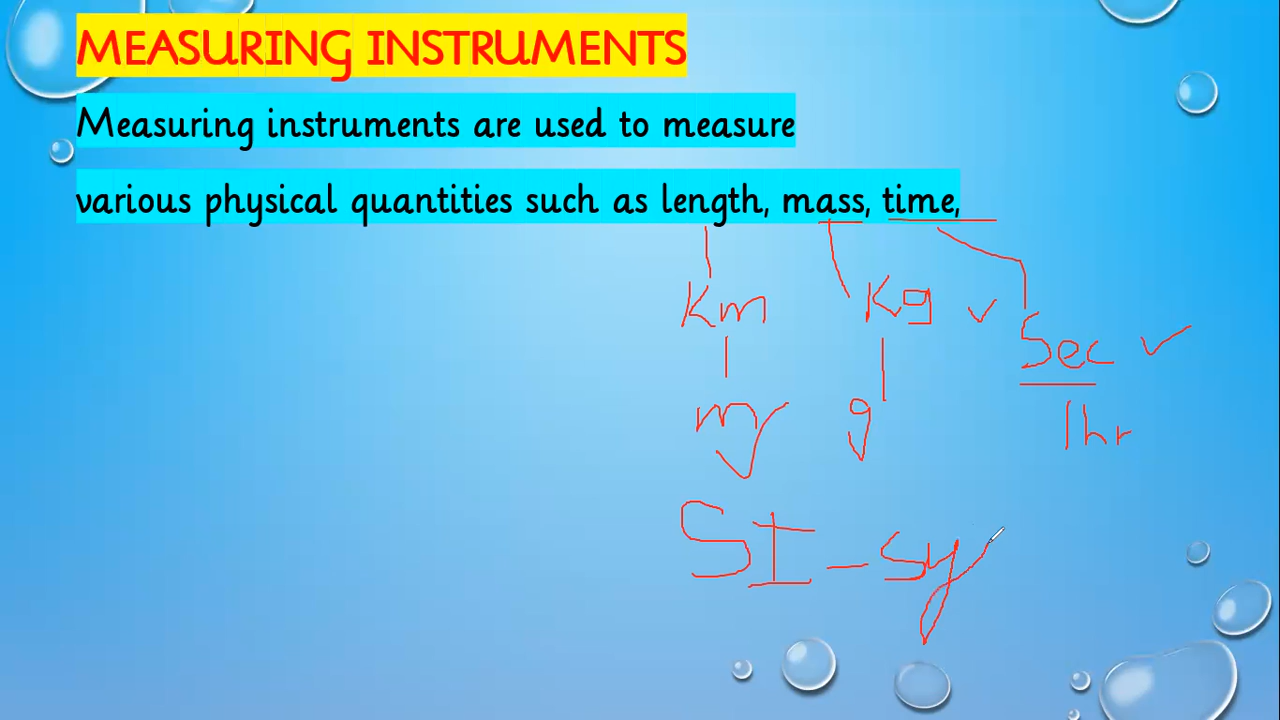 MEASURING INSTRUMENTS
Measuring instruments are used to measure
various physical quantities such as length, mass, time,
Km Kg
Sec
m g
1hr
SI - Sy